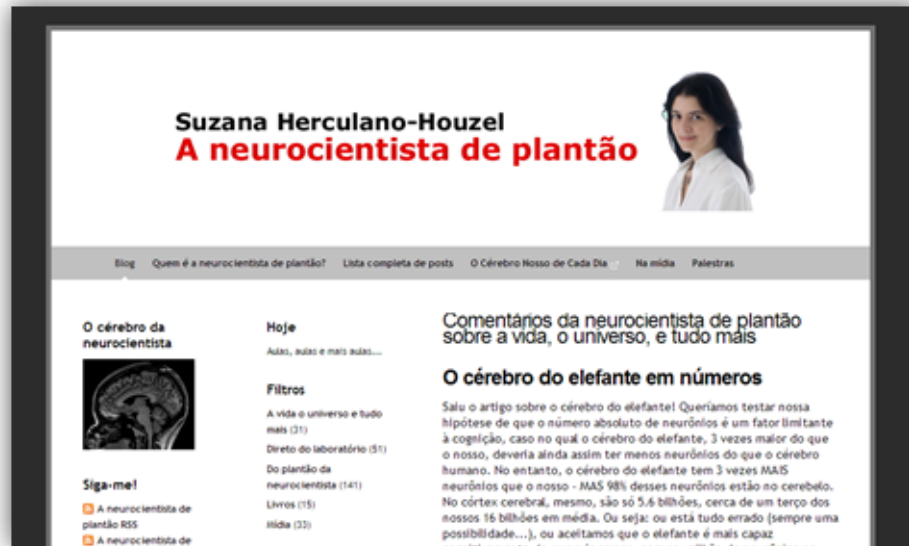 Suzana Herculano-Houzel
A neurocientista de plantão
Blog Quem é a neurocientista de plantão? Lista completa de posts O Cérebro Nosso de Cada Dia Na mídia Palestras
O cérebro da
neurocientista
Siga-me!
A neurocientista de
plantão RSS
A neurocientista de
Hoje
Aulas, aulas e mais aulas...
Filtros
A vida o universo e tudo
mais (31)
Direto do laboratório (51)
Do plantão da
neurocientista (141)
Livros (15)
Mídia (33)
Comentários da neurocientista de plantão
sobre a vida, o universo, e tudo mais
O cérebro do elefante em números
Saiu o artigo sobre o cérebro do elefante! Queríamos testar nossa
hipótese de que o número absoluto de neurônios é um fator limitante
à cognição, caso no qual o cérebro do elefante, 3 vezes maior do que
o nosso, deveria ainda assim ter menos neurônios do que o cérebro
humano. No entanto, o cérebro do elefante tem 3 vezes MAIS
neurônios que o nosso - MAS 98% desses neurônios estão no cerebelo.
No córtex cerebral, mesmo, são só 5.6 bilhões, cerca de um terço dos
nossos 16 bilhões em média. Ou seja: ou está tudo errado (sempre uma
possibilidade...), ou aceitamos que o elefante é mais capaz